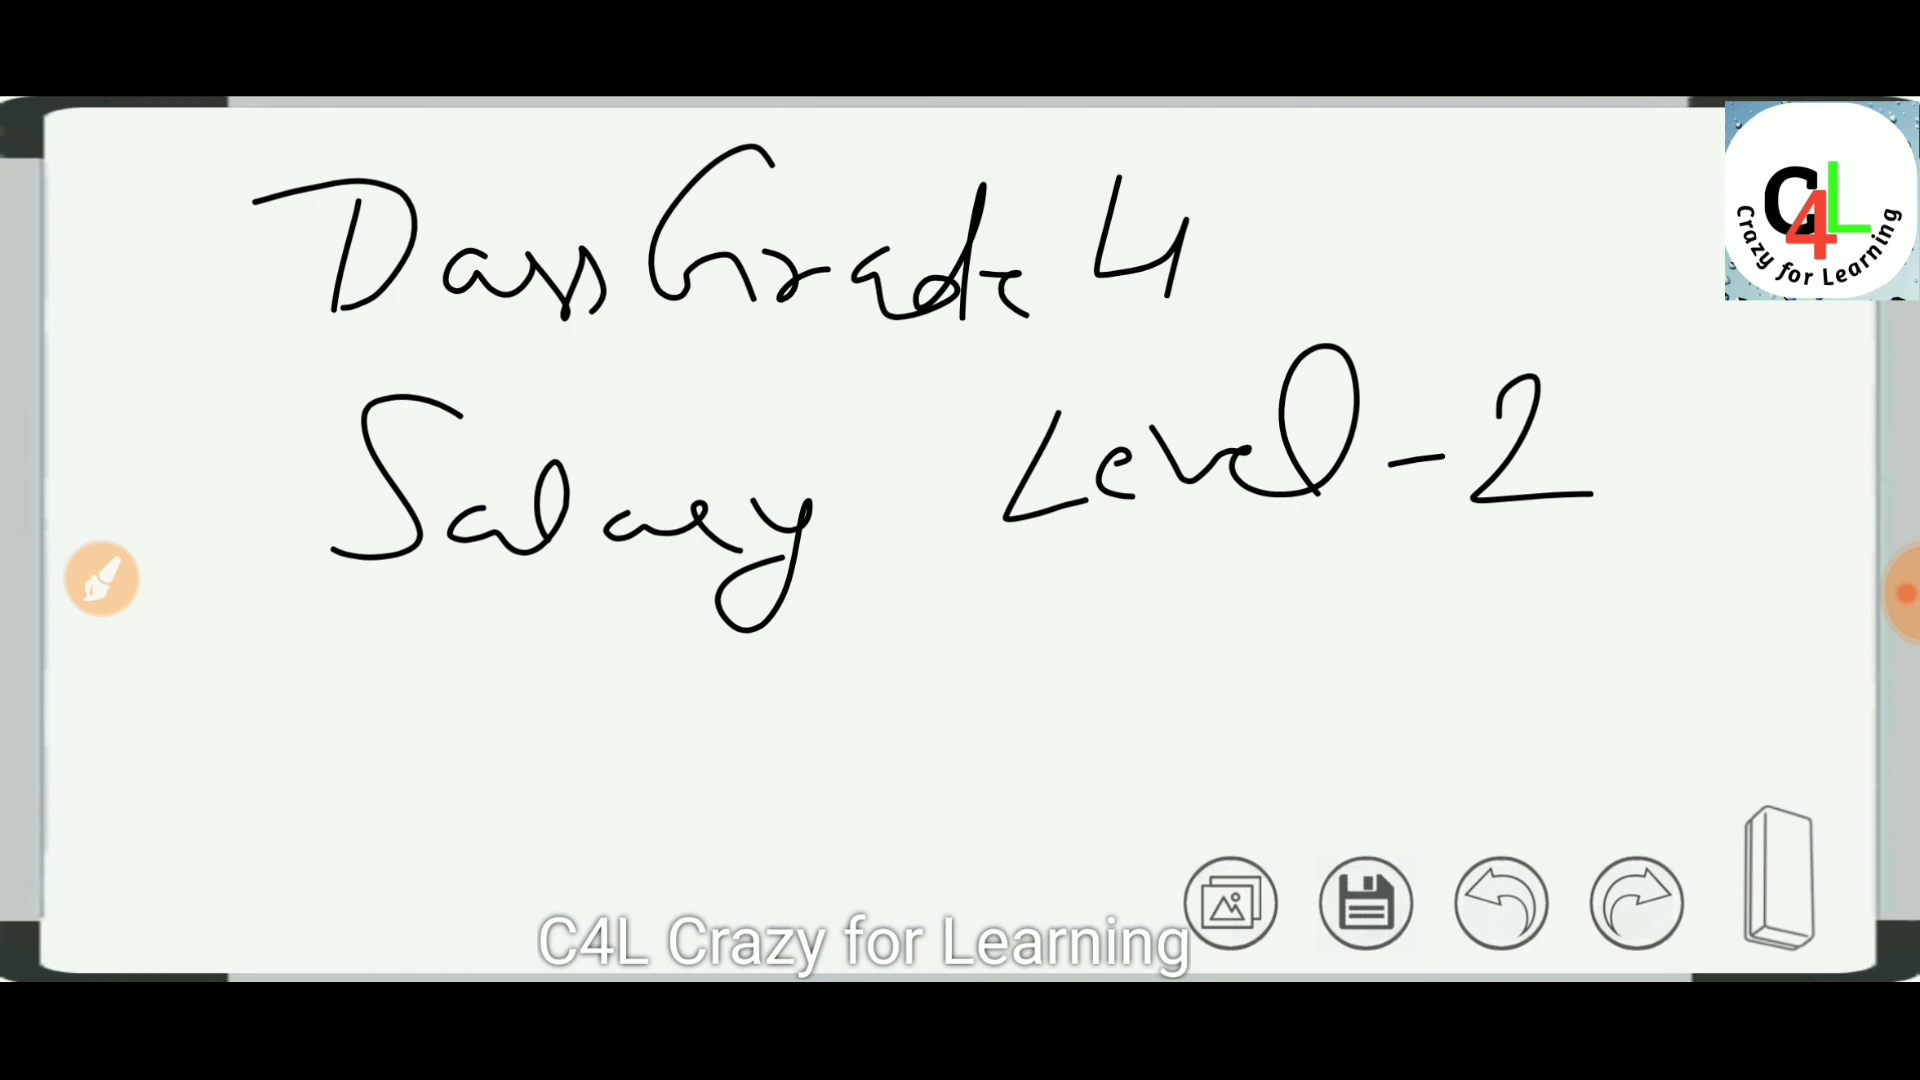 Dass Grade 4
Salary Level-2
C4L
Crazy for Learning
C4L Crazy for Learning